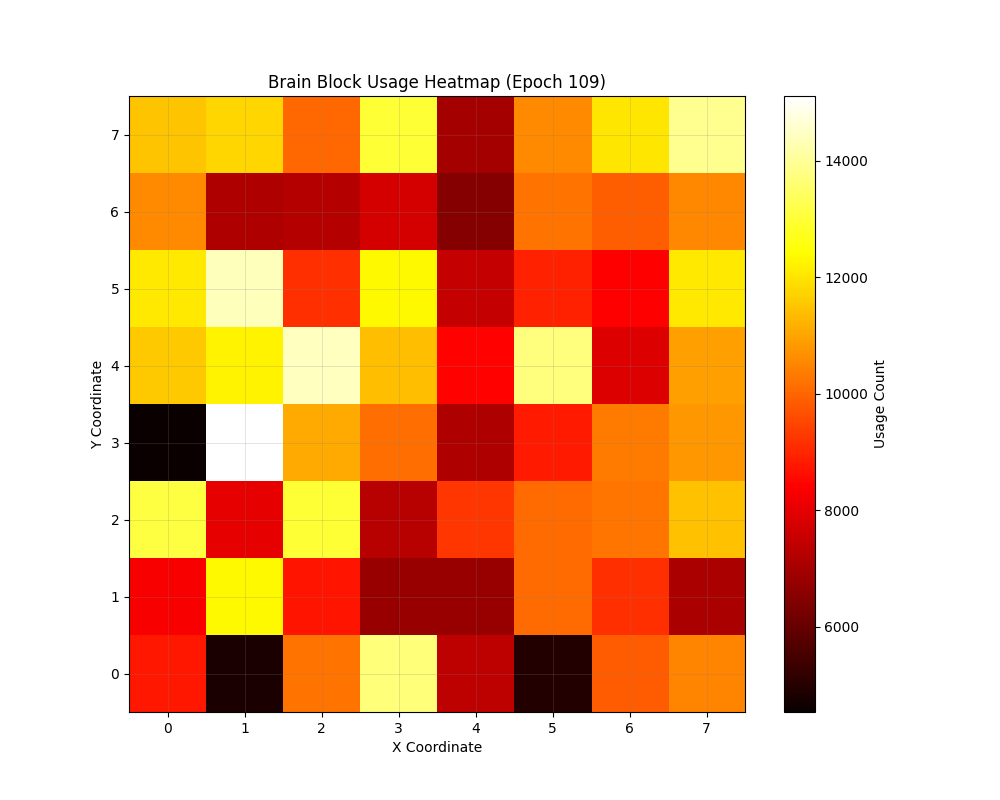 Brain Block Usage Heatmap (Epoch 109)
7
6
5
4
3
2
1
0
Y Coordinate
0 1 2 3 4 5 6 7
X Coordinate
14000
12000
10000
8000
6000
Usage Count